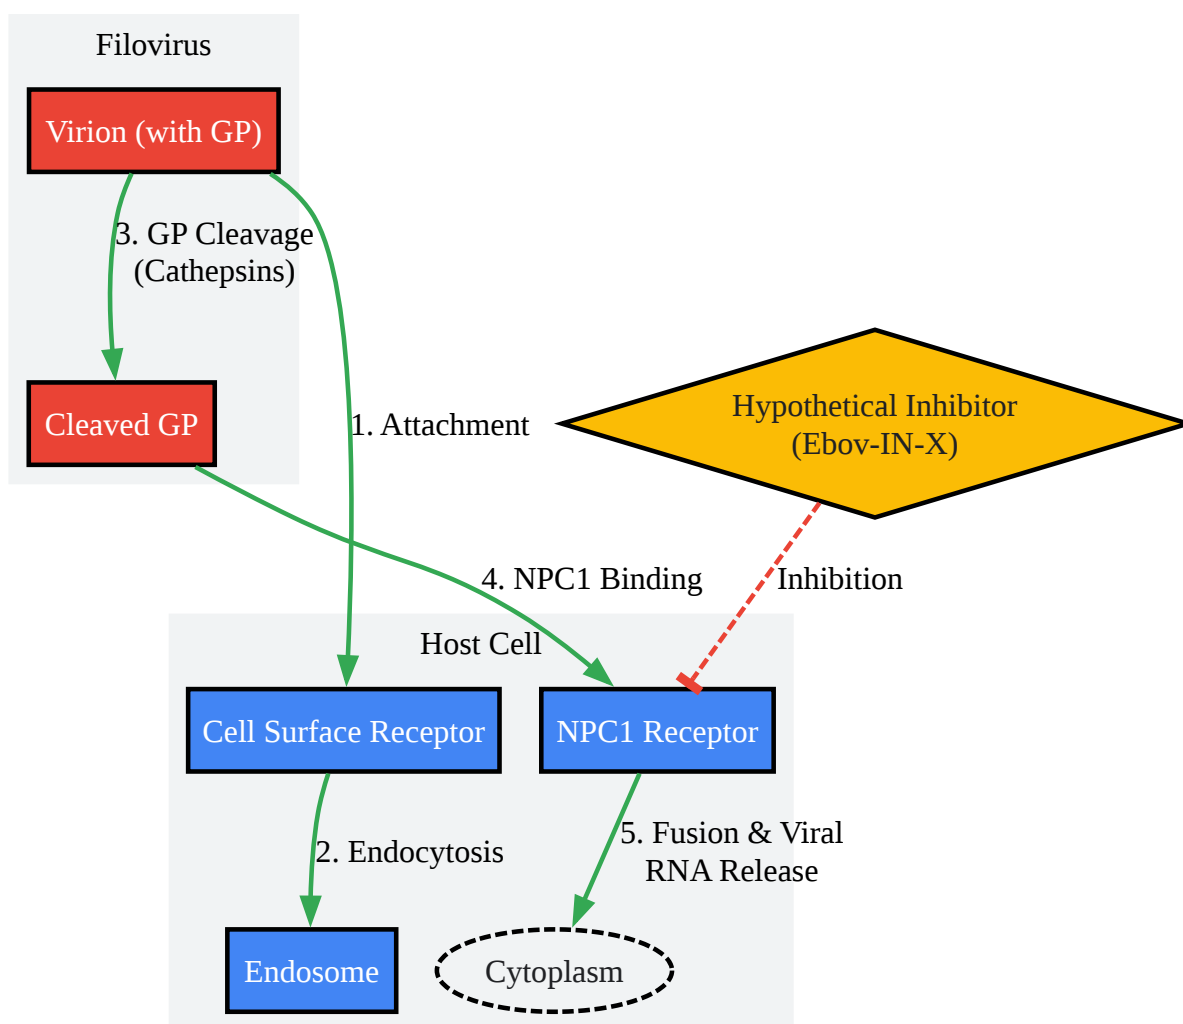 Filovirus
Virion (with GP)
3. GP Cleavage
(Cathepsins)
Cleaved GP
1. Attachment
Hypothetical Inhibitor
(Ebov-IN-X)
4. NPC1 Binding
Inhibition
Host Cell
Cell Surface Receptor
NPC1 Receptor
2. Endocytosis
5. Fusion & Viral
RNA Release
Endosome
Cytoplasm